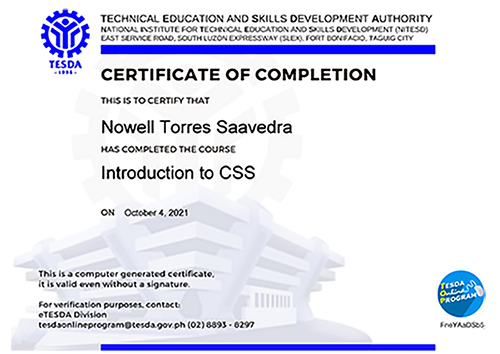 TECHNICAL EDUCATION AND SKILLS DEVELOPMENT AUTHORITY
NATIONAL INSTITUTE FOR TECHNICAL EDUCATION AND SKILLS DEVELOPMENT (NITESD)
EAST SERVICE ROAD, SOUTH LUZON EXPRESSWAY (SLEX), FORT BONIFACIO, TAGUIG CITY
TESDA
CERTIFICATE OF COMPLETION
THIS IS TO CERTIFY THAT
Nowell Torres Saavedra
HAS COMPLETED THE COURSE
Introduction to CSS
ON October 4, 2021
This is a computer generated certificate,
it is valid even without a signature.
For verification purposes, contact:
eTESDA Division
tesdaonlineprogram@tesda.gov.ph (02) 8893 - 8297
TESDA
Online
PROGRAM